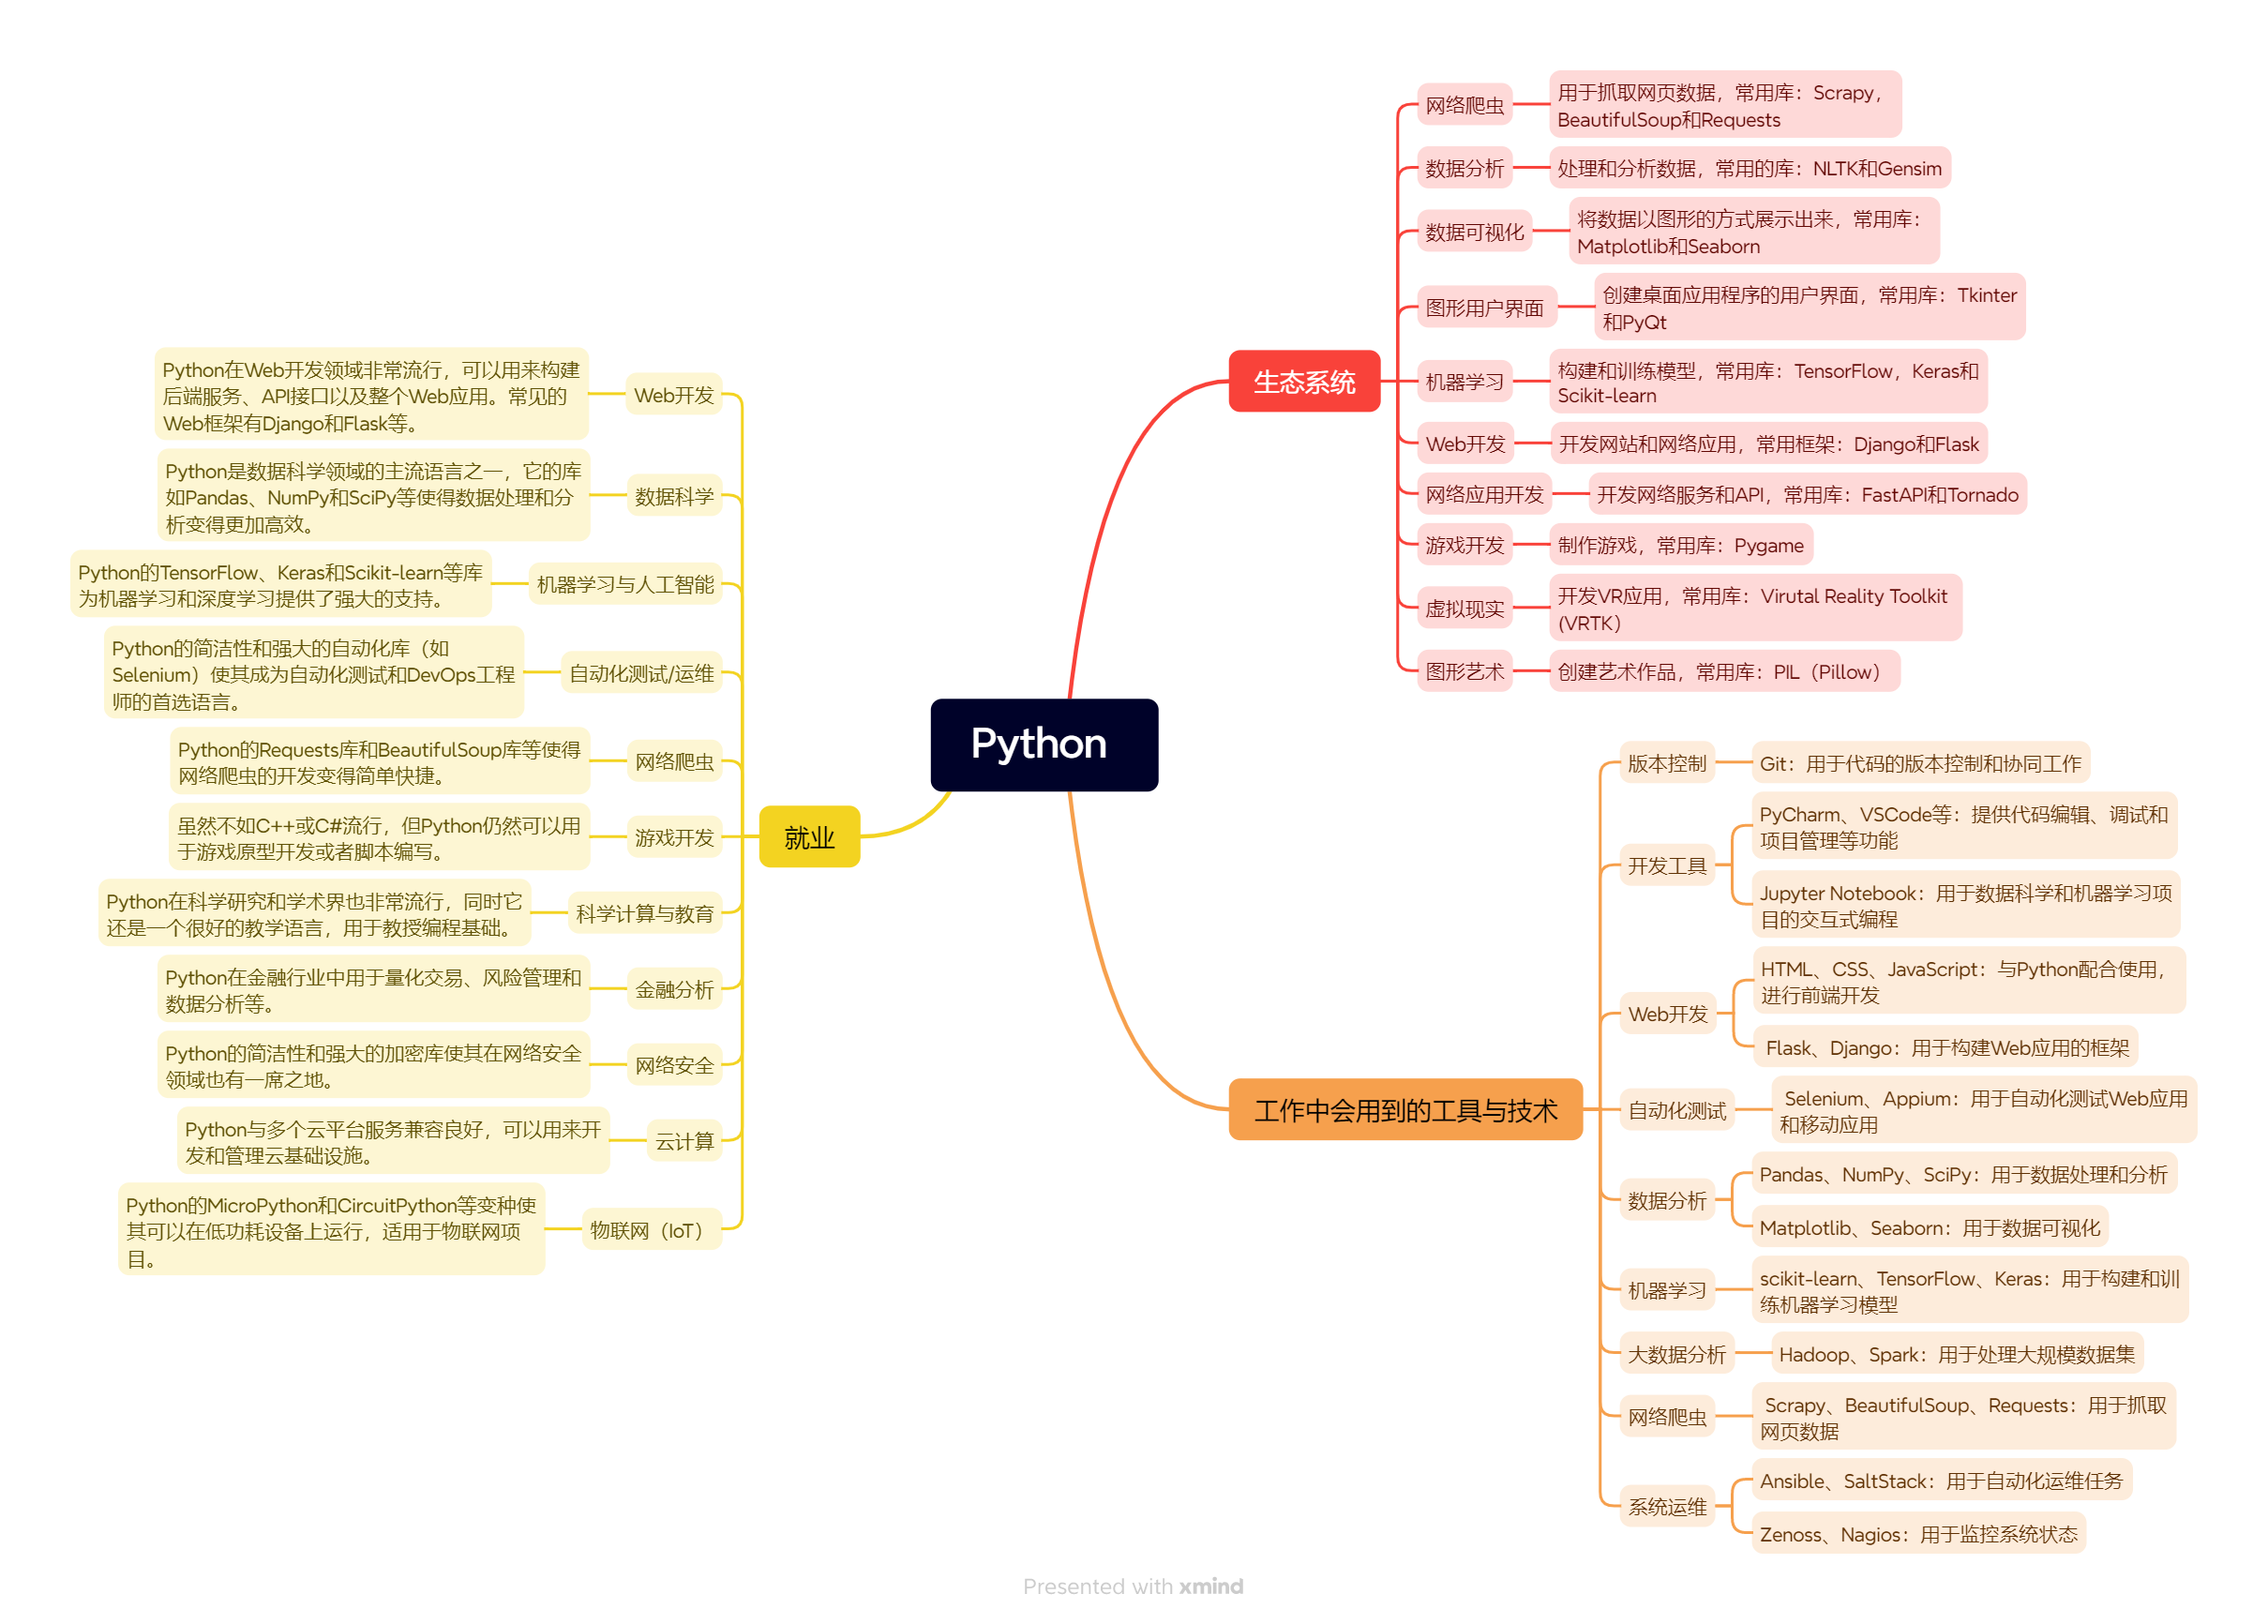 Python
生态系统
网络爬虫
用于抓取网页数据，常用库：Scrapy，
BeautifulSoup和Requests
数据分析
处理和分析数据，常用的库：NLTK和Gensim
数据可视化
将数据以图形的方式展示出来，常用库：
Matplotlib和Seaborn
图形用户界面
创建桌面应用程序的用户界面，常用库：Tkinter
和PyQt
机器学习
构建和训练模型，常用库：TensorFlow，Keras和
Scikit-learn
Web开发
开发网站和网络应用，常用框架：Django和Flask
网络应用开发
开发网络服务和API，常用库：FastAPI和Tornado
游戏开发
制作游戏，常用库：Pygame
虚拟现实
开发VR应用，常用库：Virutal Reality Toolkit
(VRTK）
图形艺术
创建艺术作品，常用库：PIL（Pillow）
工作中会用到的工具与技术
版本控制
Git：用于代码的版本控制和协同工作
开发工具
PyCharm、VSCode等：提供代码编辑、调试和
项目管理等功能
Jupyter Notebook：用于数据科学和机器学习项
目的交互式编程
Web开发
HTML、CSS、JavaScript：与Python配合使用，
进行前端开发
Flask、Django：用于构建Web应用的框架
自动化测试
Selenium、Appium：用于自动化测试Web应用
和移动应用
数据分析
Pandas、NumPy、SciPy：用于数据处理和分析
Matplotlib、Seaborn：用于数据可视化
机器学习
scikit-learn、TensorFlow、Keras：用于构建和训
练机器学习模型
大数据分析
Hadoop、Spark：用于处理大规模数据集
网络爬虫
Scrapy、BeautifulSoup、Requests：用于抓取
网页数据
系统运维
Ansible、SaltStack：用于自动化运维任务
Zenoss、Nagios：用于监控系统状态
就业
Web开发
Python在Web开发领域非常流行，可以用来构建
后端服务、API接口以及整个Web应用。常见的
Web框架有Django和Flask等。
数据科学
Python是数据科学领域的主流语言之一，它的库
如Pandas、NumPy和SciPy等使得数据处理和分
析变得更加高效。
机器学习与人工智能
Python的TensorFlow、Keras和Scikit-learn等库
为机器学习和深度学习提供了强大的支持。
自动化测试/运维
Python的简洁性和强大的自动化库（如
Selenium）使其成为自动化测试和DevOps工程
师的首选语言。
网络爬虫
Python的Requests库和BeautifulSoup库等使得
网络爬虫的开发变得简单快捷。
游戏开发
虽然不如C++或C#流行，但Python仍然可以用
于游戏原型开发或者脚本编写。
科学计算与教育
Python在科学研究和学术界也非常流行，同时它
还是一个很好的教学语言，用于教授编程基础。
金融分析
Python在金融行业中用于量化交易、风险管理和
数据分析等。
网络安全
Python的简洁性和强大的加密库使其在网络安全
领域也有一席之地。
云计算
Python与多个云平台服务兼容良好，可以用来开
发和管理云基础设施。
物联网（IoT）
Python的MicroPython和CircuitPython等变种使
其可以在低功耗设备上运行，适用于物联网项
目。
Presented with xmind